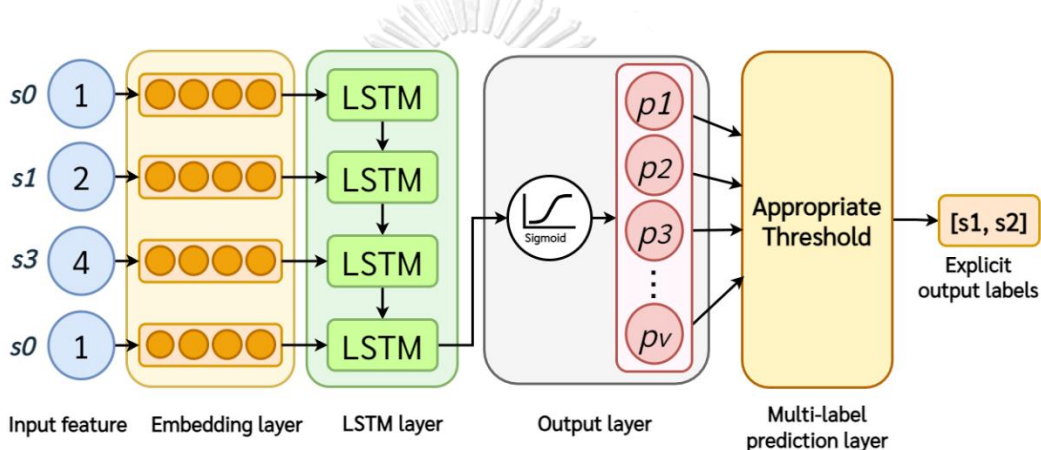 s0
1
LSTM
s1
2
LSTM
s3
4
LSTM
s0
1
LSTM
Sigmoid
p1
p2
p3
pv
Appropriate
Threshold
[s1, s2]
Explicit
output labels
Input feature
Embedding layer
LSTM layer
Output layer
Multi-label
prediction layer